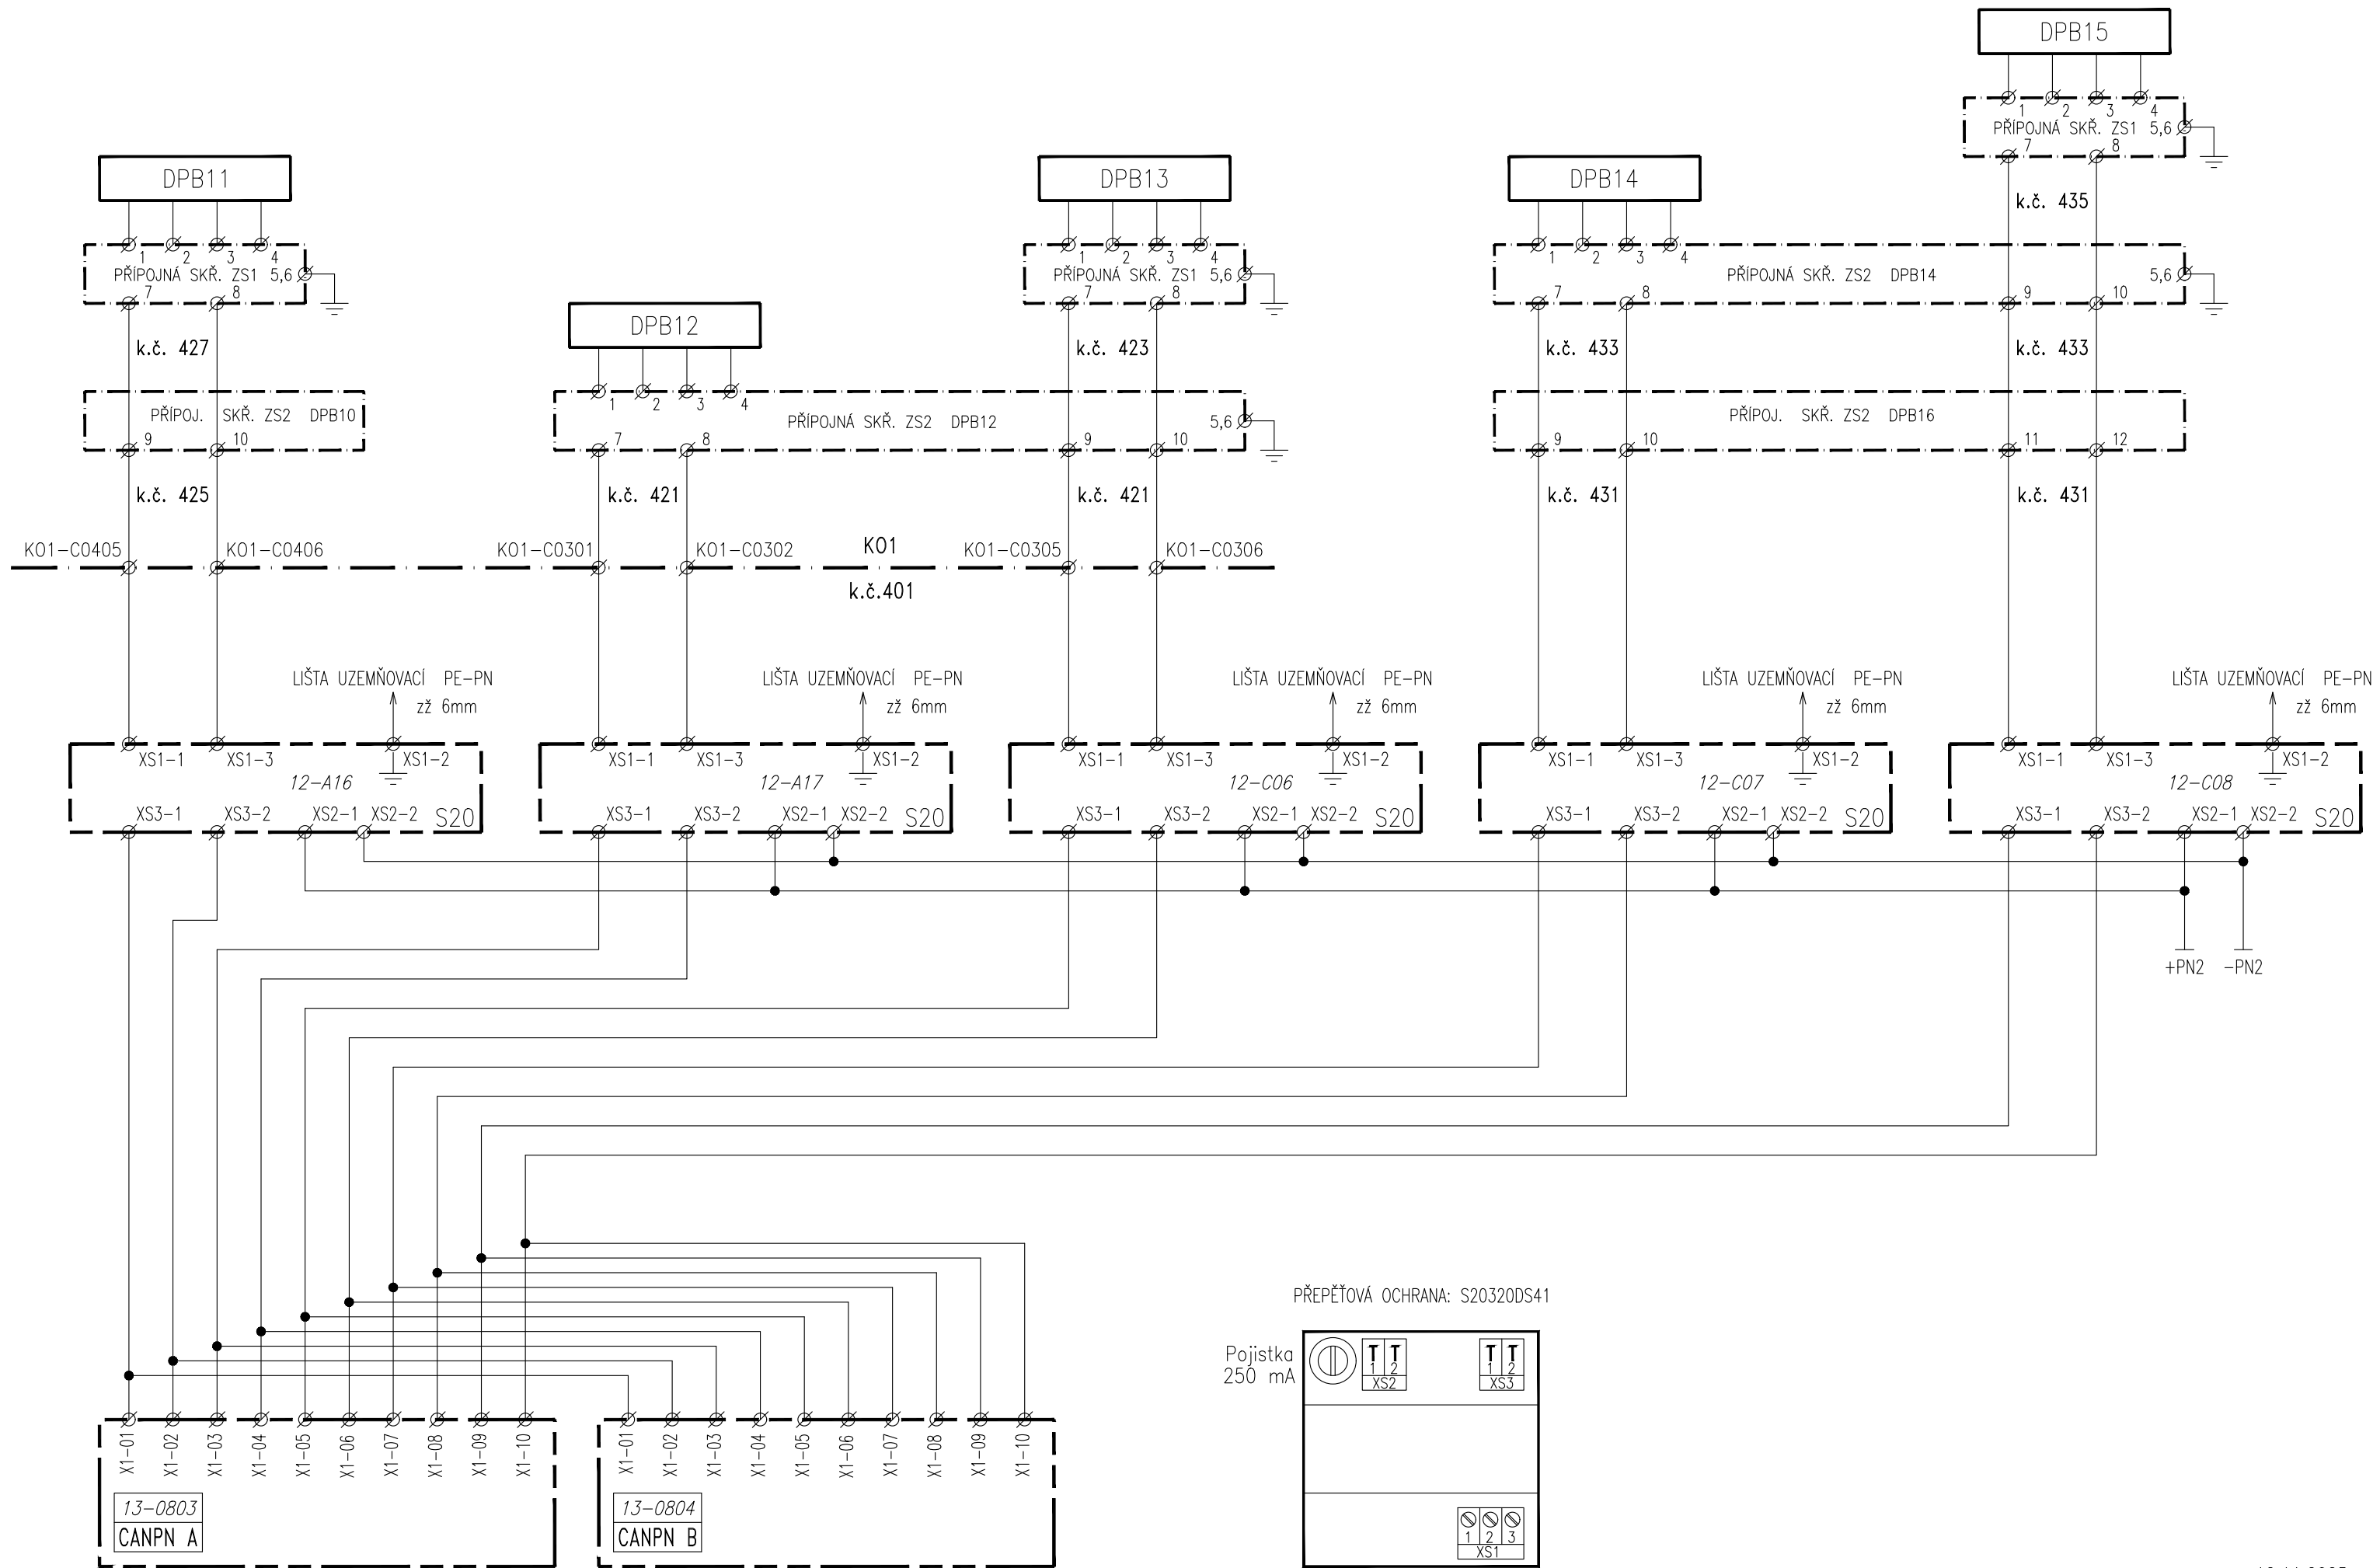 DPB15
1 2 3 4
PŘÍPOJNÁ SKŘ. ZS1 5,6
7 8
k.č. 435
DPB11 DPB13 DPB14
1 2 3 4 1 2 3 4 1 2 3 4
PŘÍPOJNÁ SKŘ. ZS1 5,6 PŘÍPOJNÁ SKŘ. ZS1 5,6 PŘÍPOJNÁ SKŘ. ZS2 DPB14 5,6
7 8 7 8 7 8 9 10
DPB12
k.č. 427 k.č. 423 k.č. 433 k.č. 433
1 2 3 4
PŘÍPOJ. SKŘ. ZS2 DPB10 PŘÍPOJNÁ SKŘ. ZS2 DPB12 5,6 PŘÍPOJ. SKŘ. ZS2 DPB16
9 10 7 8 9 10 9 10 11 12
k.č. 425 k.č. 421 k.č. 421 k.č. 431 k.č. 431
K01-C0405 K01-C0406 K01-C0301 K01-C0302 K01 K01-C0305 K01-C0306
k.č.401
LIŠTA UZEMŇOVACÍ PE-PN LIŠTA UZEMŇOVACÍ PE-PN LIŠTA UZEMŇOVACÍ PE-PN LIŠTA UZEMŇOVACÍ PE-PN LIŠTA UZEMŇOVACÍ PE-PN
zž 6mm zž 6mm zž 6mm zž 6mm zž 6mm
XS1-1 XS1-3 XS1-2 XS1-1 XS1-3 XS1-2 XS1-1 XS1-3 XS1-2 XS1-1 XS1-3 XS1-2 XS1-1 XS1-3 XS1-2
12-A16 12-A17 12-C06 12-C07 12-C08
XS3-1 XS3-2 XS2-1 XS2-2 S20 XS3-1 XS3-2 XS2-1 XS2-2 S20 XS3-1 XS3-2 XS2-1 XS2-2 S20 XS3-1 XS3-2 XS2-1 XS2-2 S20 XS3-1 XS3-2 XS2-1 XS2-2 S20
+PN2 -PN2
PŘEPĚŤOVÁ OCHRANA: S20320DS41
Pojistka
250 mA
1 2 1 2
XS2 XS3
X1-01 X1-02 X1-03 X1-04 X1-05 X1-06 X1-07 X1-08 X1-09 X1-10 X1-01 X1-02 X1-03 X1-04 X1-05 X1-06 X1-07 X1-08 X1-09 X1-10
13-0803 13-0804
CANPN A CANPN B
1 2 3
XS1